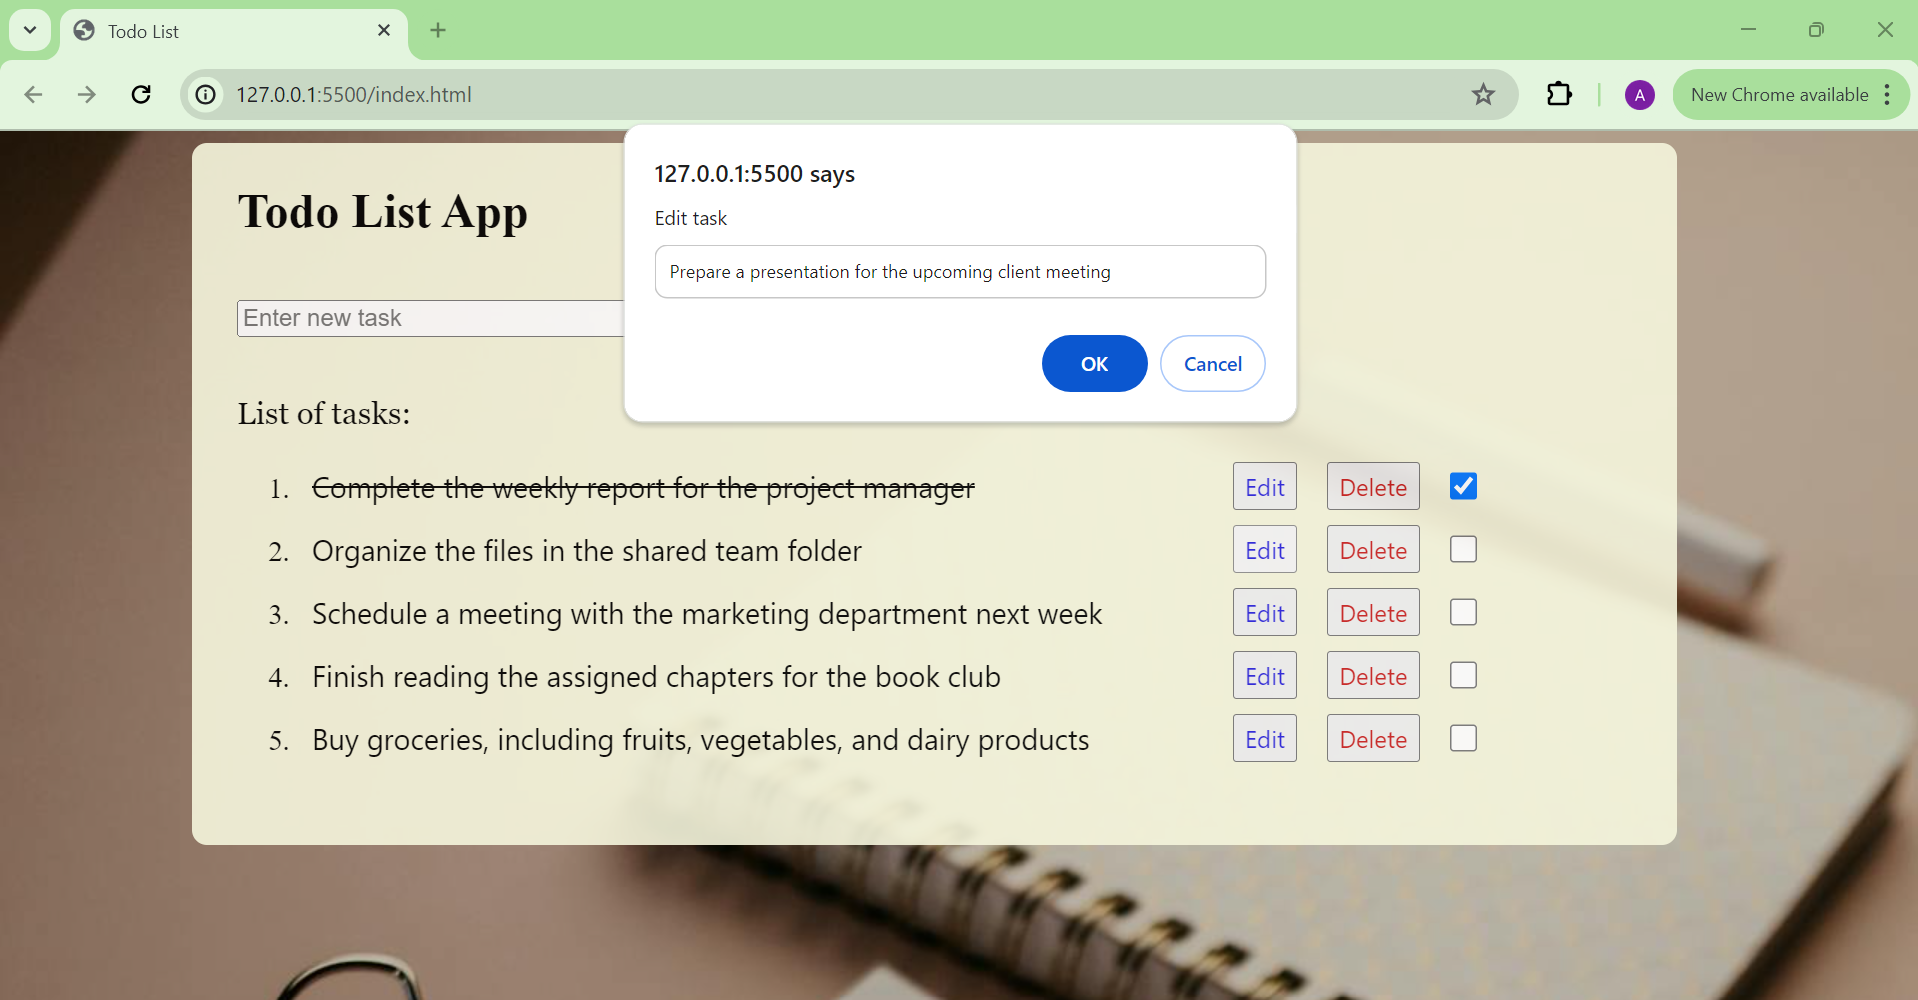 Todo List
127.0.0.1:5500/index.html
A
New Chrome available
127.0.0.1:5500 says
Edit task
Prepare a presentation for the upcoming client meeting
OK Cancel
Todo List App
Enter new task
List of tasks:
1. Complete the weekly report for the project manager Edit Delete
2. Organize the files in the shared team folder Edit Delete
3. Schedule a meeting with the marketing department next week Edit Delete
4. Finish reading the assigned chapters for the book club Edit Delete
5. Buy groceries, including fruits, vegetables, and dairy products Edit Delete